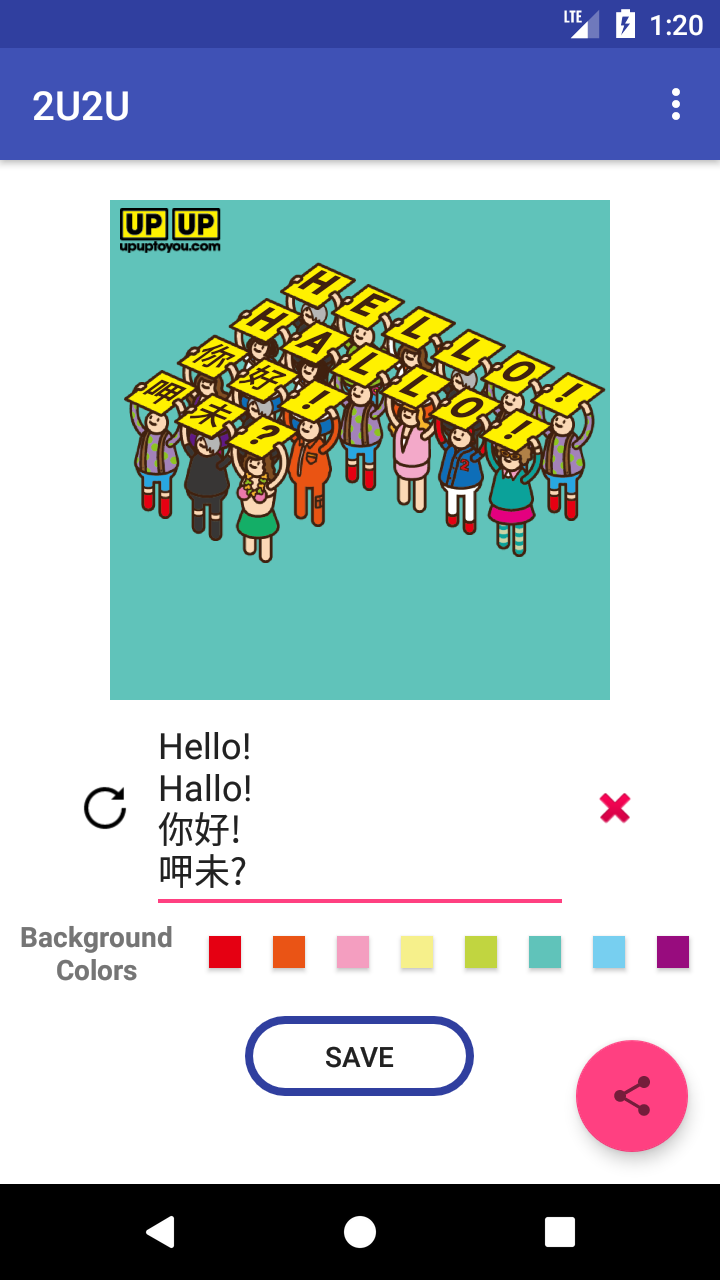 LTE 1:20
2U2U
UP UP
upuptoyou.com
HELLO!
HALLO!
你好!
呷未?
2
Hello!
Hallo!
你好!
呷未?
Background
Colors
SAVE